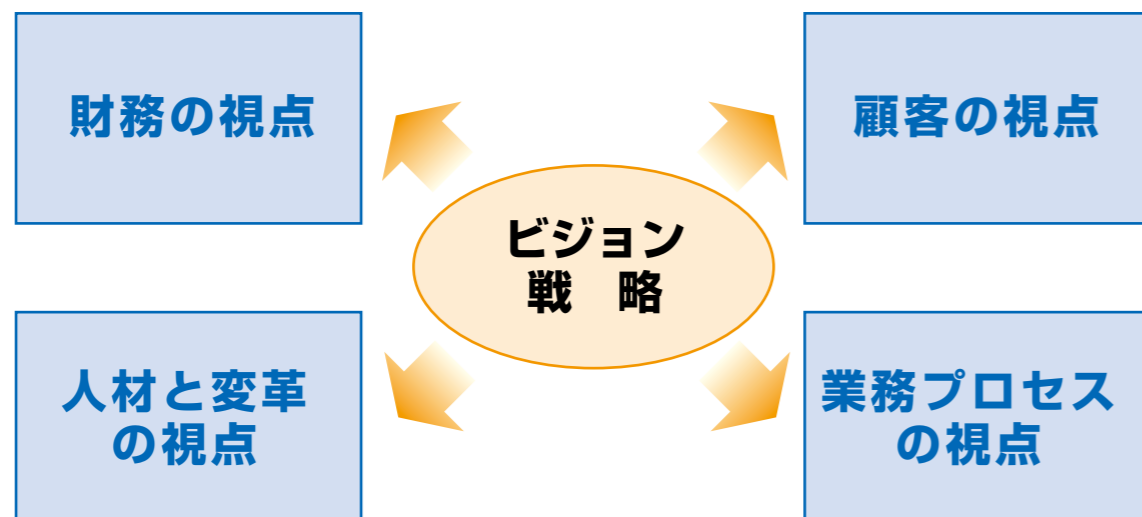 財務の視点
顧客の視点
ビジョン
戦　略
人材と変革
の視点
業務プロセス
の視点